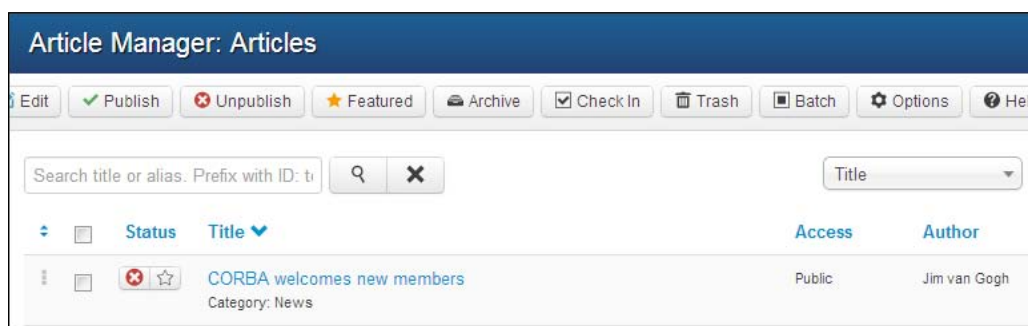 Article Manager: Articles
Edit Publish Unpublish Featured Archive Check In Trash Batch Options
Search title or alias. Prefix with ID: Title
Status Title Access Author
CORBA welcomes new members Public Jim van Gogh
Category: News